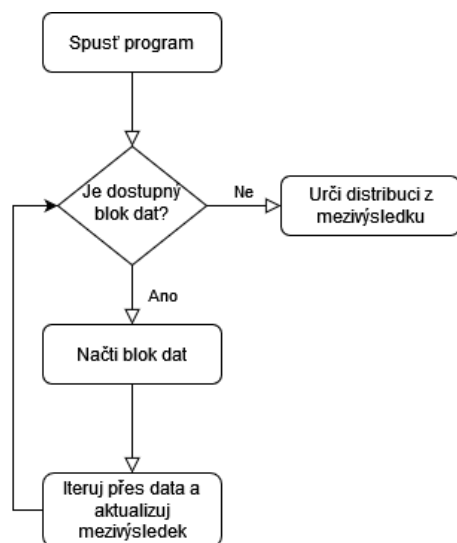 Spusť program
Je dostupný
blok dat?
Ne
Urči distribuci z
mezivýsledku
Ano
Načti blok dat
Iteruj přes data a
aktualizuj
mezivýsledek